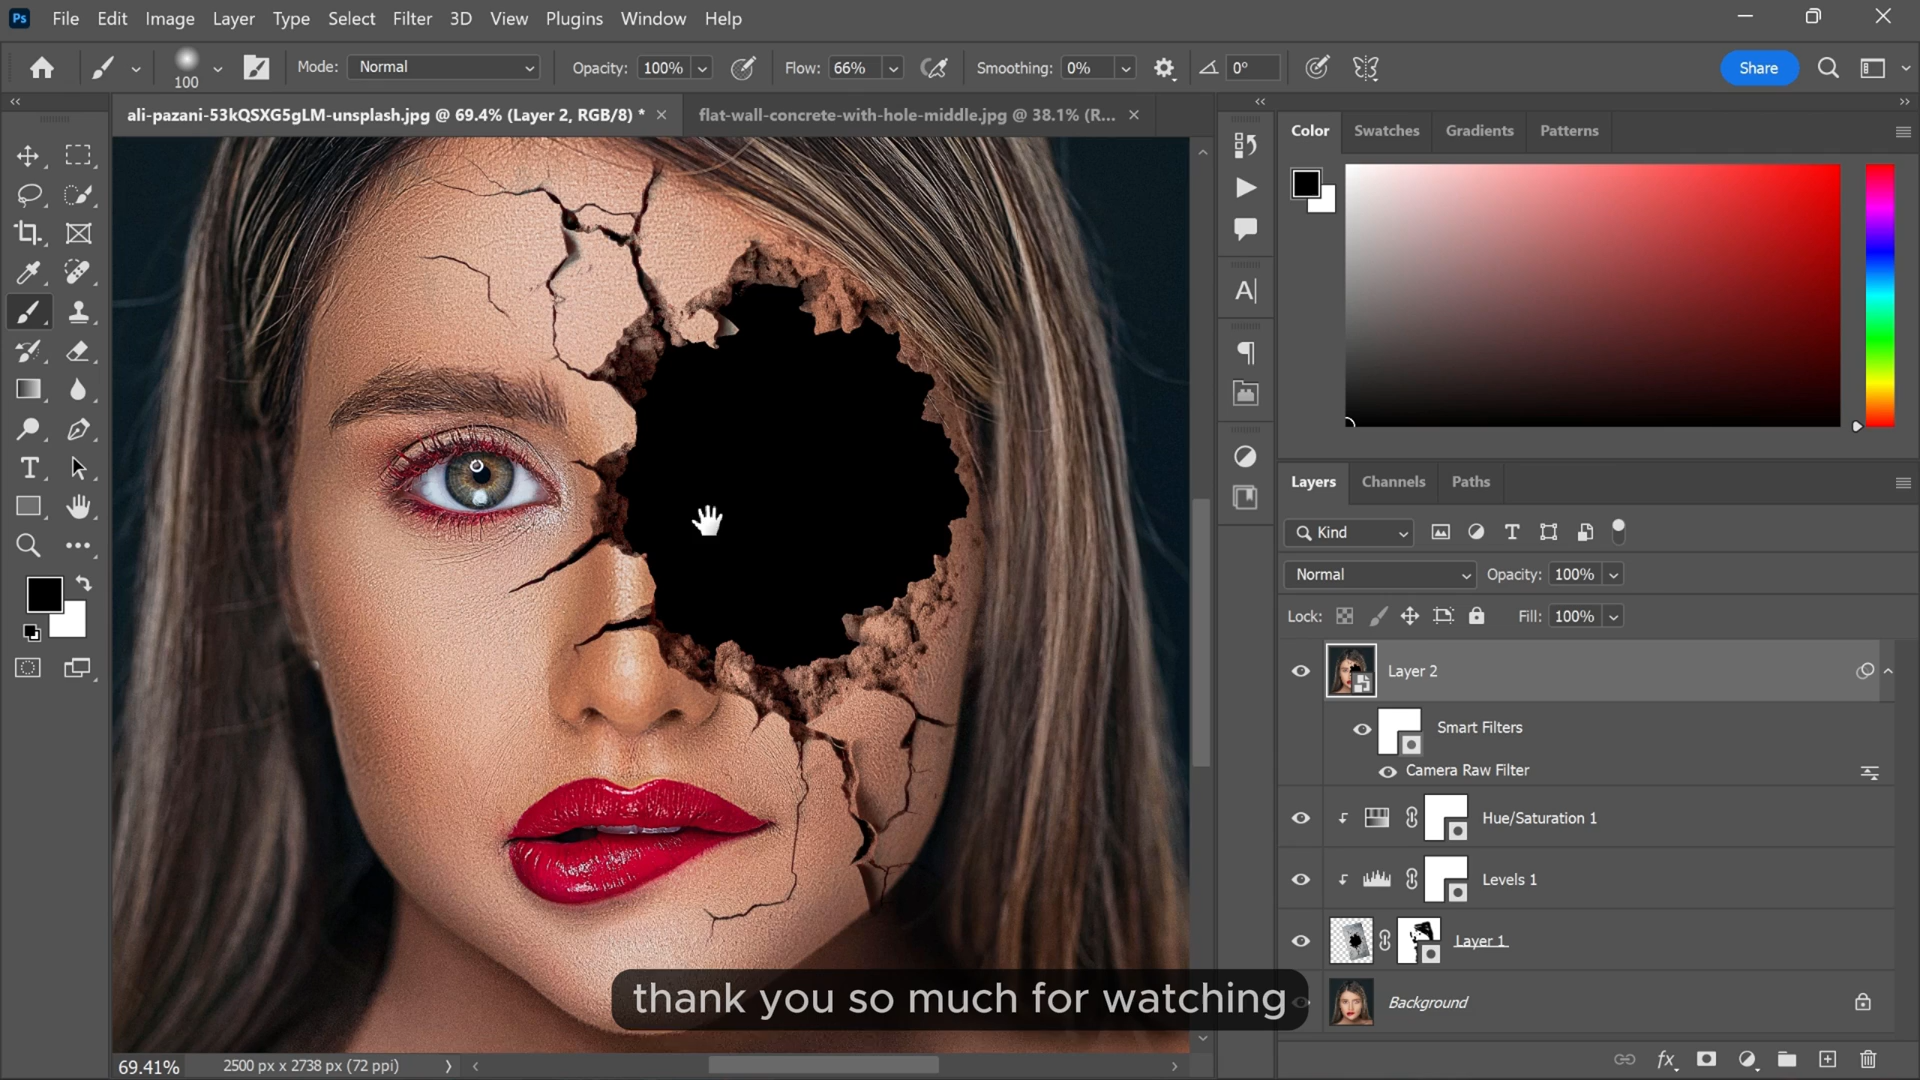 Ps File Edit Image Layer Type Select Filter 3D View Plugins Window Help
100 Mode: Normal Opacity: 100% Flow: 66% Smoothing: 0% 0° Share
ali-pazani-53kQSXG5gLM-unsplash.jpg @ 69.4% (Layer 2, RGB/8) * flat-wall-concrete-with-hole-middle.jpg @ 38.1% (R...
Color Swatches Gradients Patterns
Layers Channels Paths
Kind
Normal Opacity: 100%
Lock: Fill: 100%
Layer 2
Smart Filters
Camera Raw Filter
Hue/Saturation 1
Levels 1
Layer 1
Background
thank you so much for watching
69.41% 2500 px x 2738 px (72 ppi)